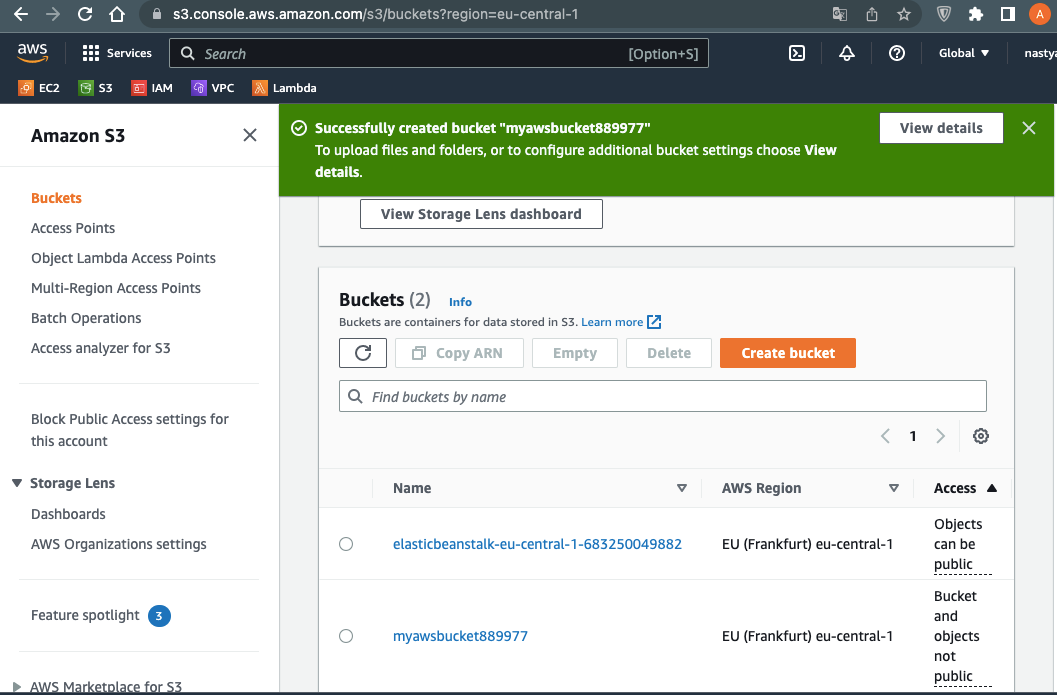 s3.console.aws.amazon.com/s3/buckets?region=eu-central-1
A
aws
Services
Search
[Option+S]
Global
nastya
EC2
S3
IAM
VPC
Lambda
Amazon S3
Buckets
Access Points
Object Lambda Access Points
Multi-Region Access Points
Batch Operations
Access analyzer for S3
Block Public Access settings for
this account
Storage Lens
Dashboards
AWS Organizations settings
Feature spotlight 3
AWS Marketplace for S3
Successfully created bucket "myawsbucket889977"
To upload files and folders, or to configure additional bucket settings choose View
details.
View details
View Storage Lens dashboard
Buckets (2) Info
Buckets are containers for data stored in S3. Learn more
Copy ARN
Empty
Delete
Create bucket
Find buckets by name
1
Name
AWS Region
Access
elasticbeanstalk-eu-central-1-683250049882
EU (Frankfurt) eu-central-1
Objects
can be
public
myawsbucket889977
EU (Frankfurt) eu-central-1
Bucket
and
objects
not
public